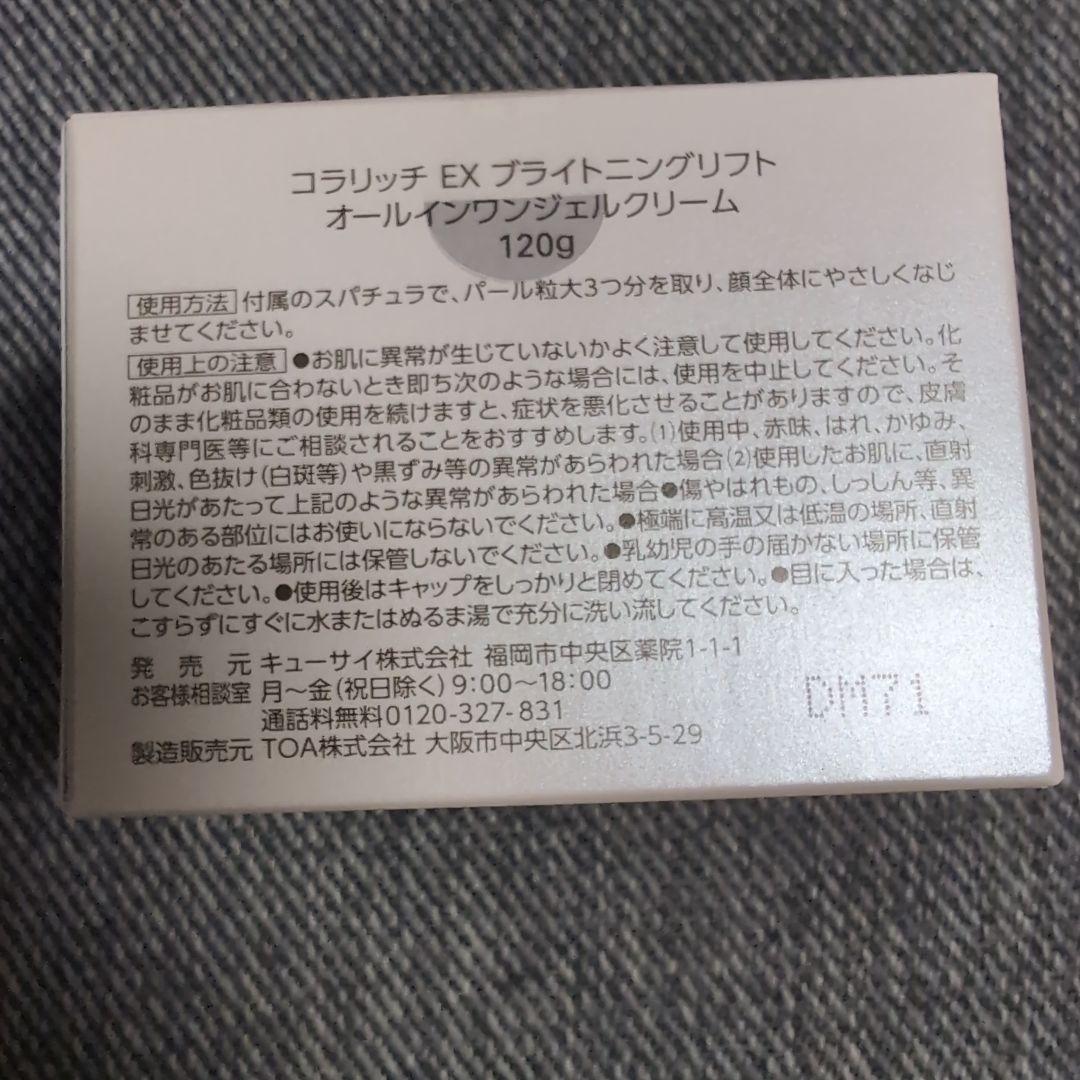 コラリッチ EX ブライトニングリフト
オールインワンジェルクリーム
120g
使用方法 付属のスパチュラで、パール粒大3つ分を取り、顔全体にやさしくなじ
ませてください。
使用上の注意 ●お肌に異常が生じていないかよく注意して使用してください。化
粧品がお肌に合わないとき即ち次のような場合には、使用を中止してください。そ
のまま化粧品類の使用を続けますと、症状を悪化させることがありますので、皮膚
科専門医等にご相談されることをおすすめします。(1)使用中、赤味、はれ、かゆみ、
刺激、色抜け(白斑等)や黒ずみ等の異常があらわれた場合(2)使用したお肌に、直射
日光があたって上記のような異常があらわれた場合●傷やはれもの、しっしん等、異
常のある部位にはお使いにならないでください。●極端に高温又は低温の場所、直射
日光のあたる場所には保管しないでください。●乳幼児の手の届かない場所に保管
してください。●使用後はキャップをしっかりと閉めてください。●目に入った場合は、
こすらずにすぐに水またはぬるま湯で充分に洗い流してください。
発売元 キューサイ株式会社 福岡市中央区薬院1-1-1
お客様相談室 月～金(祝日除く)9:00～18:00
通話料無料0120-327-831
製造販売元 TOA株式会社 大阪市中央区北浜3-5-29
DM71